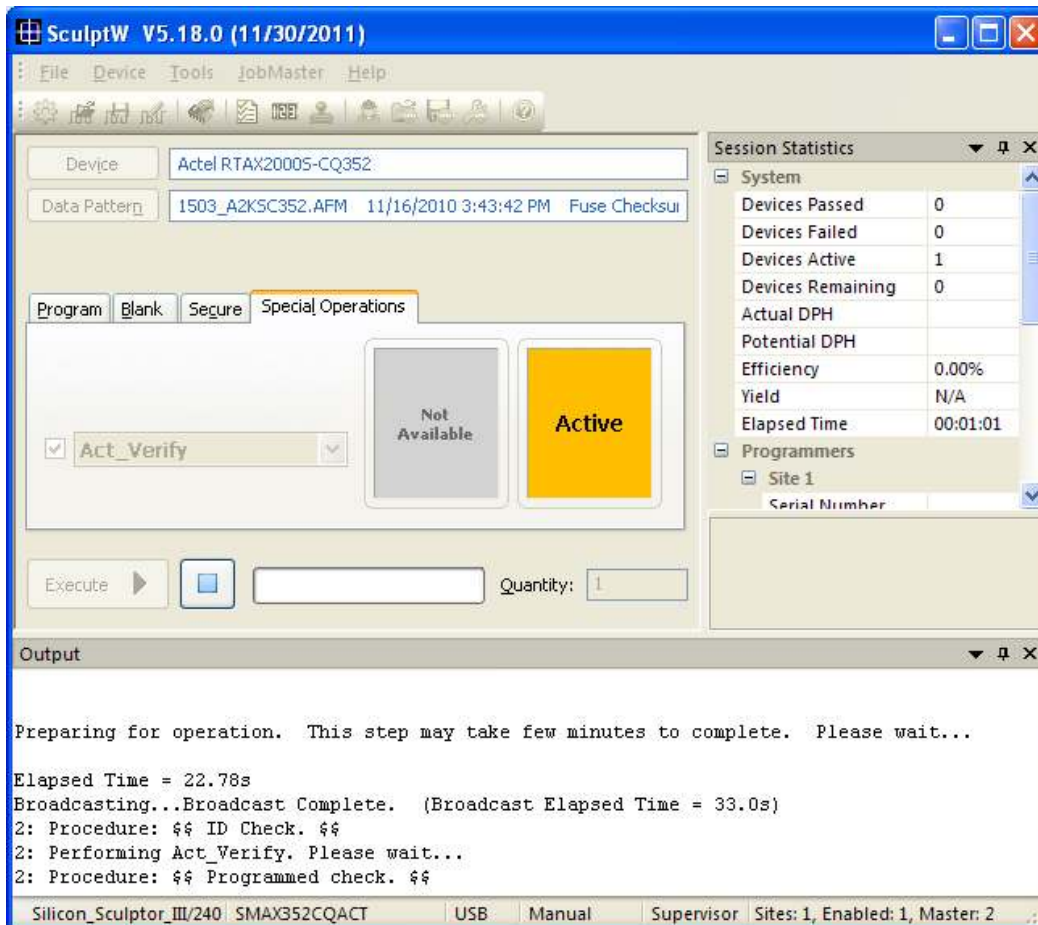 SculptW V5.18.0 (11/30/2011)
File Device Tools JobMaster Help
Device
Actel RTAX2000S-CQ352
Data Pattern
1503_A2KSC352.AFM 11/16/2010 3:43:42 PM Fuse Checksu
Program
Blank
Secure
Special Operations
Act_Verify
Not
Available
Active
Execute
Quantity: 1
Session Statistics
System
Devices Passed 0
Devices Failed 0
Devices Active 1
Devices Remaining 0
Actual DPH
Potential DPH
Efficiency 0.00%
Yield N/A
Elapsed Time 00:01:01
Programmers
Site 1
Serial Number
Output
Preparing for operation. This step may take few minutes to complete. Please wait...
Elapsed Time = 22.78s
Broadcasting...Broadcast Complete. (Broadcast Elapsed Time = 33.0s)
2: Procedure: $$ ID Check. $$
2: Performing Act_Verify. Please wait...
2: Procedure: $$ Programmed check. $$
Silicon_Sculptor_III/240 SMAX352CQACT USB Manual Supervisor Sites: 1, Enabled: 1, Master: 2